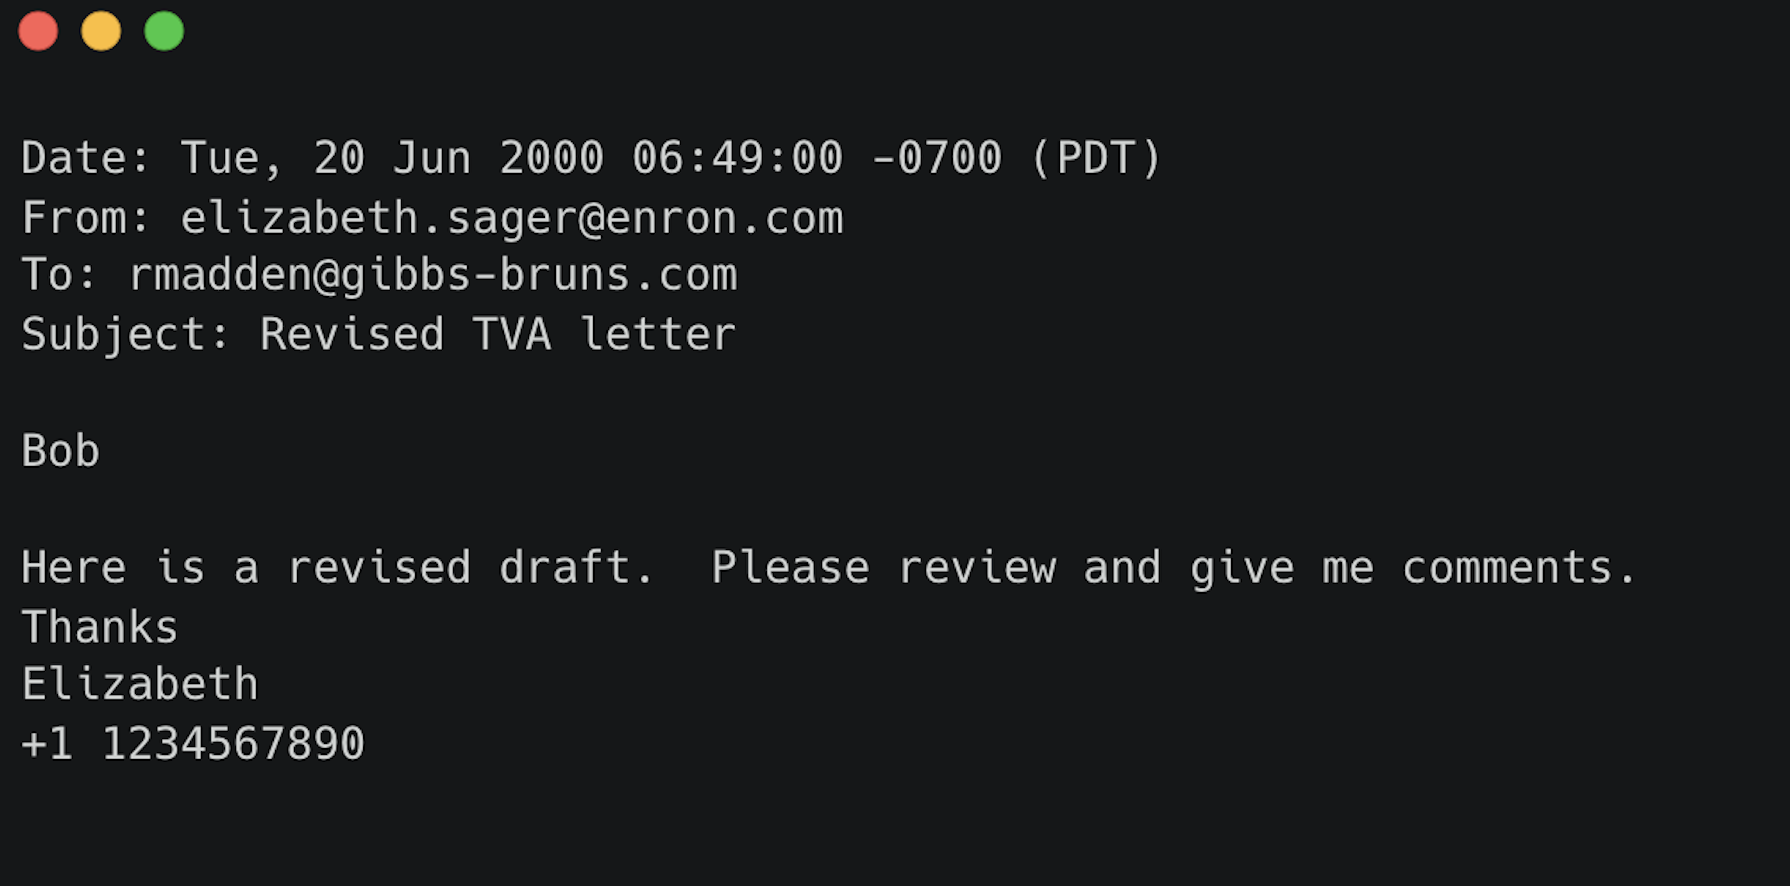 Date: Tue, 20 Jun 2000 06:49:00 -0700 (PDT)
From: elizabeth.sager@enron.com
To: rmadden@gibbs-bruns.com
Subject: Revised TVA letter

Bob

Here is a revised draft.  Please review and give me comments.
Thanks
Elizabeth
+1 1234567890